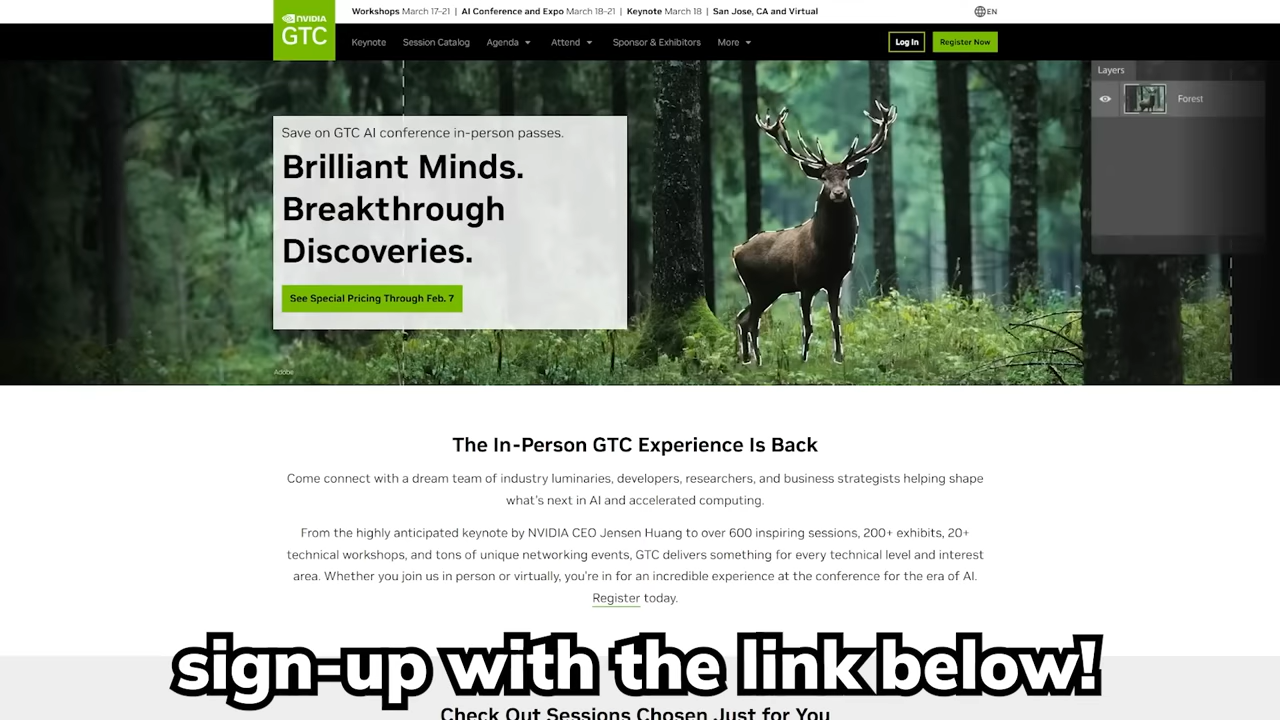 Workshops March 17–21 | AI Conference and Expo March 18–21 | Keynote March 18 | San Jose, CA and Virtual
EN
NVIDIA
GTC
Keynote Session Catalog Agenda Attend Sponsor & Exhibitors More
Log In
Register Now
Layers
Forest
Save on GTC AI conference in-person passes.
Brilliant Minds.
Breakthrough
Discoveries.
See Special Pricing Through Feb. 7
Adobe
The In-Person GTC Experience Is Back
Come connect with a dream team of industry luminaries, developers, researchers, and business strategists helping shape
what's next in AI and accelerated computing.
From the highly anticipated keynote by NVIDIA CEO Jensen Huang to over 600 inspiring sessions, 200+ exhibits, 20+
technical workshops, and tons of unique networking events, GTC delivers something for every technical level and interest
area. Whether you join us in person or virtually, you're in for an incredible experience at the conference for the era of AI.
Register today.
sign-up with the link below!
Check Out Sessions Chosen Just for You